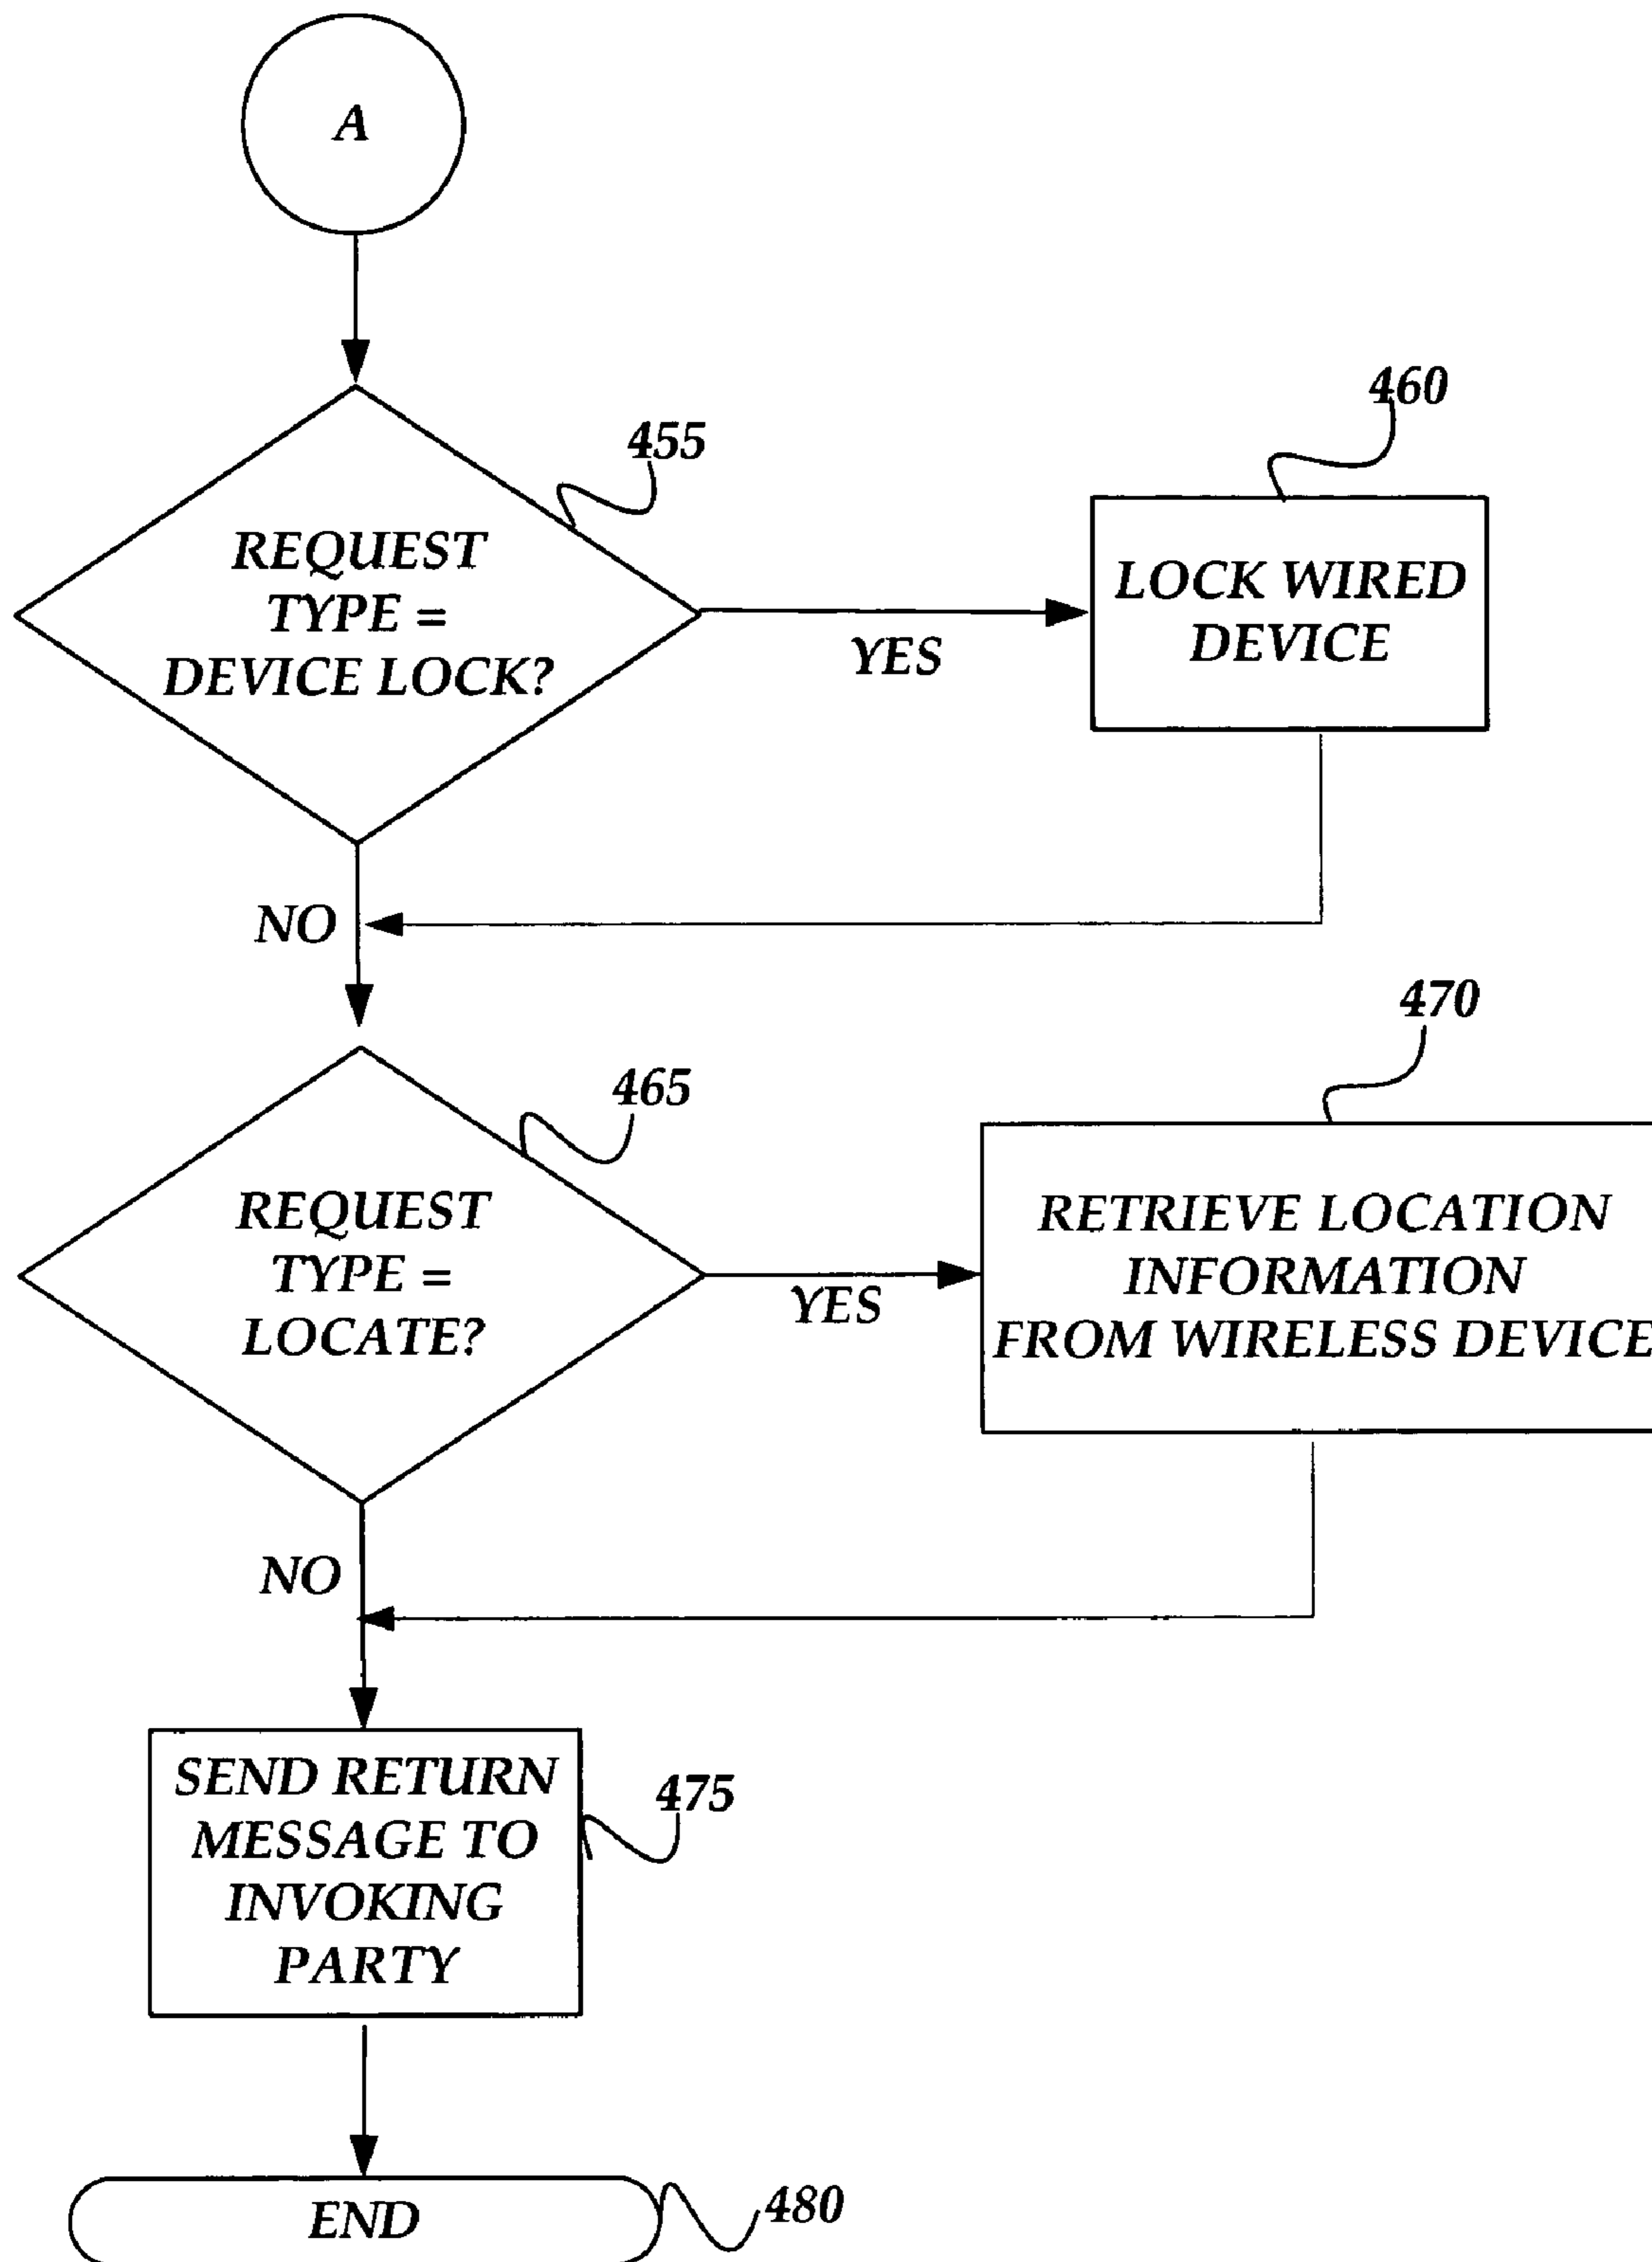 A
455
REQUEST
TYPE =
DEVICE LOCK?
YES
460
LOCK WIRED
DEVICE
NO
465
REQUEST
TYPE =
LOCATE?
YES
470
RETRIEVE LOCATION
INFORMATION
FROM WIRELESS DEVICE
NO
SEND RETURN
MESSAGE TO
INVOKING
PARTY
475
END
480